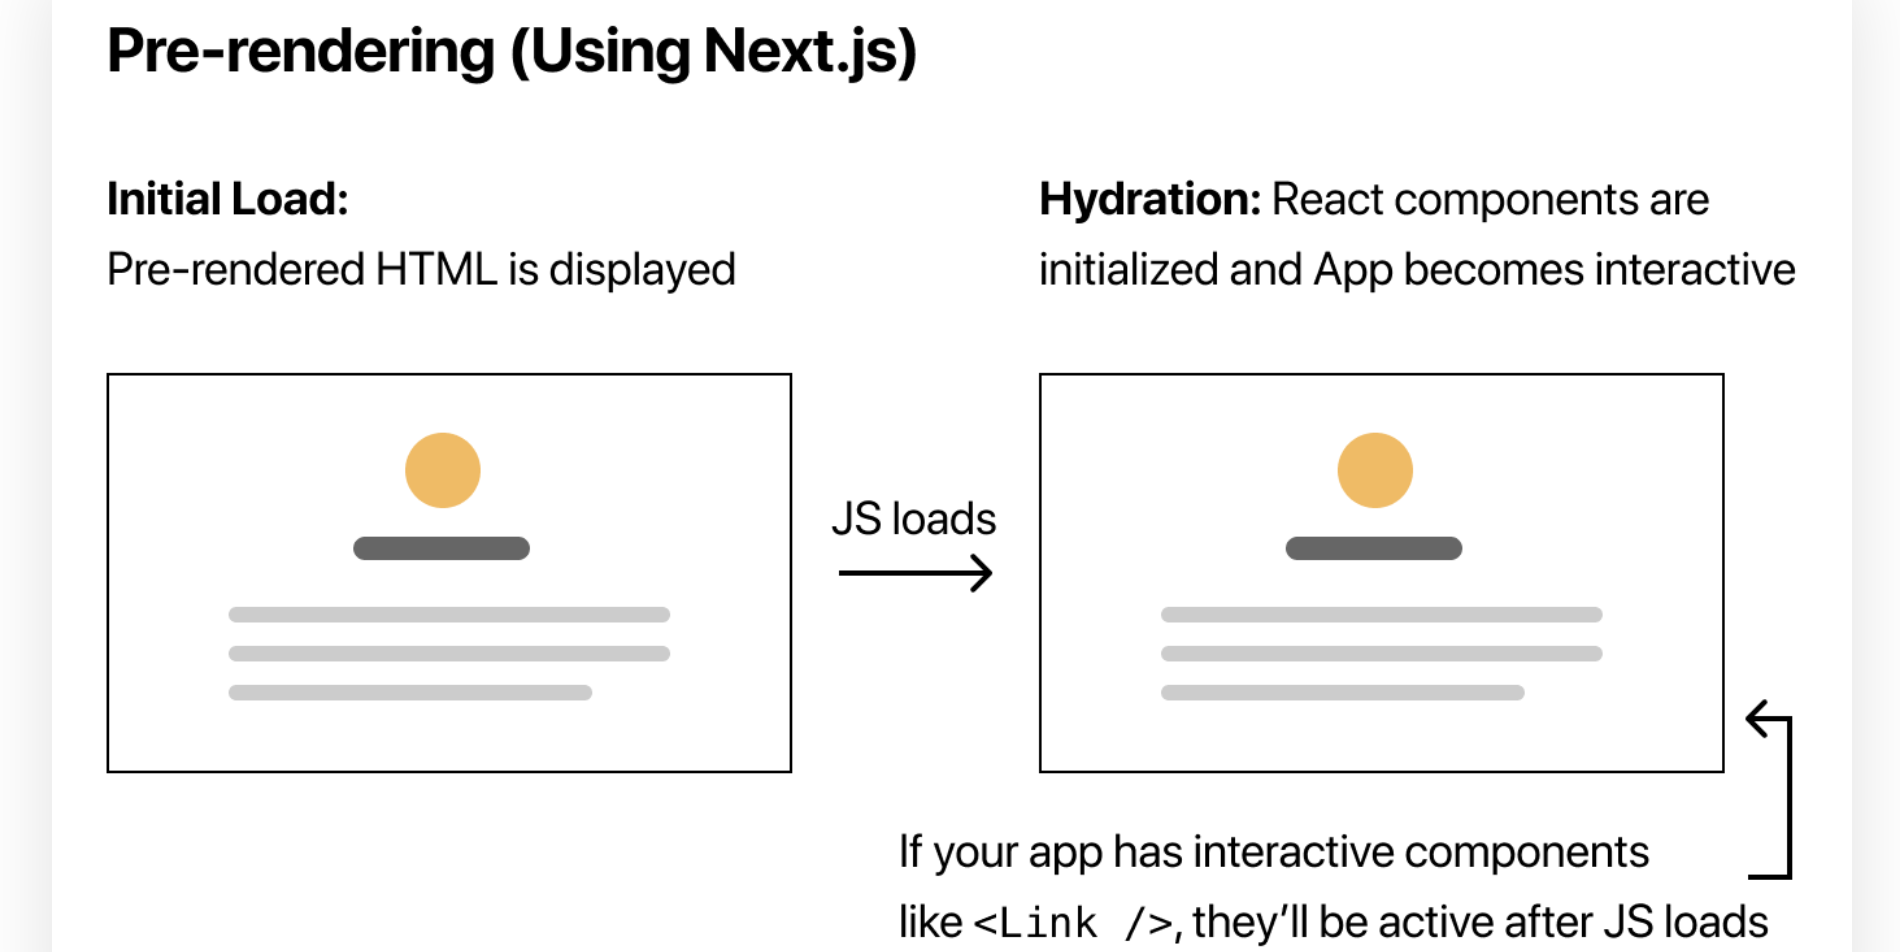 Pre-rendering (Using Next.js)
Initial Load:
Pre-rendered HTML is displayed
Hydration: React components are
initialized and App becomes interactive
JS loads
If your app has interactive components
like <Link />, they’ll be active after JS loads